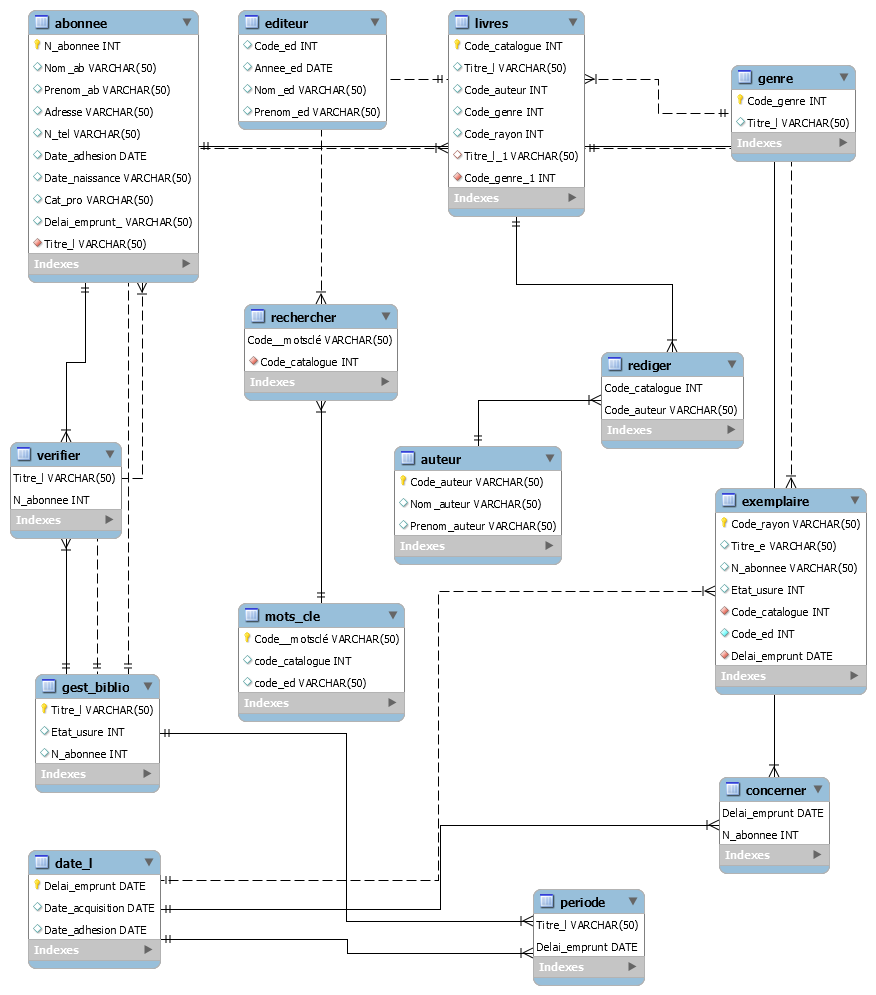 abonnee
N_abonnee INT
Nom_ab VARCHAR(50)
Prenom_ab VARCHAR(50)
Adresse VARCHAR(50)
N_tel VARCHAR(50)
Date_adhesion DATE
Date_naissance VARCHAR(50)
Cat_pro VARCHAR(50)
Delai_emprunt_ VARCHAR(50)
Titre_l VARCHAR(50)
Indexes
editeur
Code_ed INT
Annee_ed DATE
Nom_ed VARCHAR(50)
Prenom_ed VARCHAR(50)
Indexes
livres
Code_catalogue INT
Titre_l VARCHAR(50)
Code_auteur INT
Code_genre INT
Code_rayon INT
Titre_l_1 VARCHAR(50)
Code_genre_1 INT
Indexes
genre
Code_genre INT
Titre_l VARCHAR(50)
Indexes
rechercher
Code__motsclé VARCHAR(50)
Code_catalogue INT
Indexes
rediger
Code_catalogue INT
Code_auteur VARCHAR(50)
Indexes
verifier
Titre_l VARCHAR(50)
N_abonnee INT
Indexes
auteur
Code_auteur VARCHAR(50)
Nom_auteur VARCHAR(50)
Prenom_auteur VARCHAR(50)
Indexes
exemplaire
Code_rayon VARCHAR(50)
Titre_e VARCHAR(50)
N_abonnee VARCHAR(50)
Etat_usure INT
Code_catalogue INT
Code_ed INT
Delai_emprunt DATE
Indexes
mots_cle
Code__motsclé VARCHAR(50)
code_catalogue INT
code_ed VARCHAR(50)
Indexes
gest_biblio
Titre_l VARCHAR(50)
Etat_usure INT
N_abonnee INT
Indexes
concerner
Delai_emprunt DATE
N_abonnee INT
Indexes
date_l
Delai_emprunt DATE
Date_acquisition DATE
Date_adhesion DATE
Indexes
periode
Titre_l VARCHAR(50)
Delai_emprunt DATE
Indexes